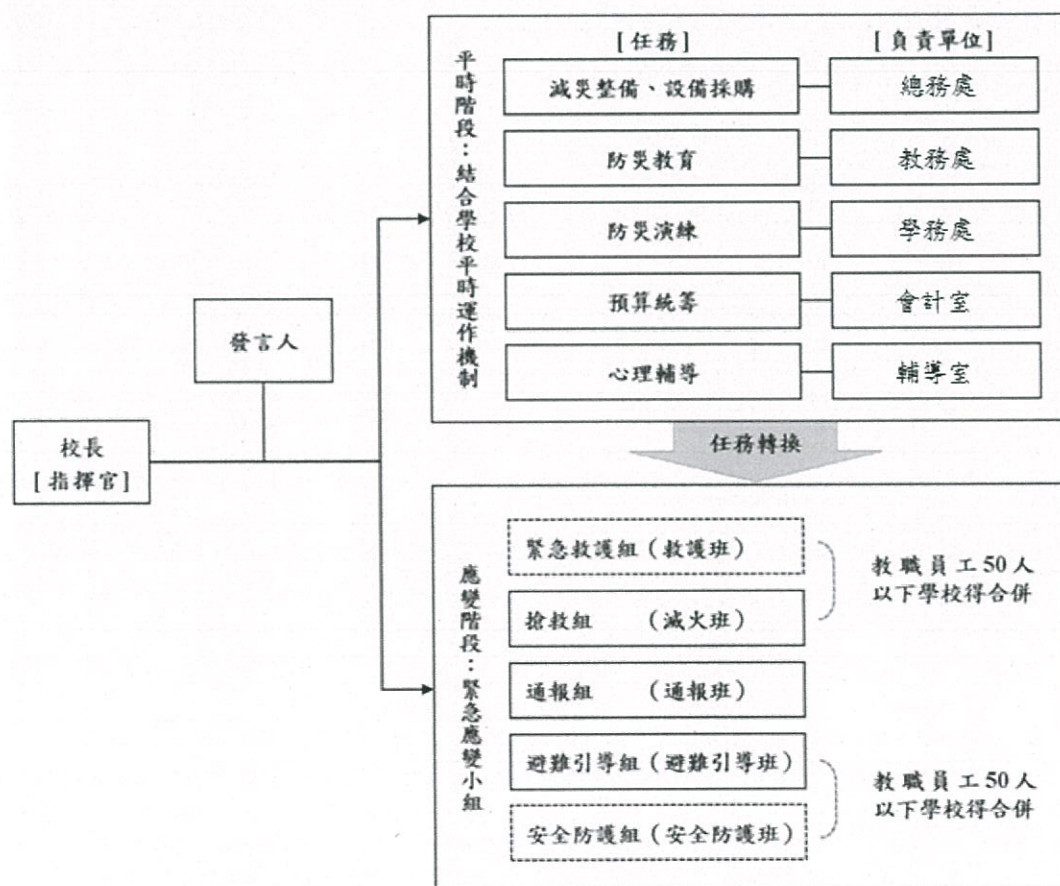 [任務]
[負責單位]
平時階段：結合學校平時運作機制
減災整備、設備採購
總務處
防災教育
教務處
防災演練
學務處
預算統籌
會計室
心理輔導
輔導室
發言人
校長
[指揮官]
任務轉換
應變階段：緊急應變小組
緊急救護組（救護班）
搶救組（滅火班）
教職員工50人
以下學校得合併
通報組（通報班）
避難引導組（避難引導班）
安全防護組（安全防護班）
教職員工50人
以下學校得合併